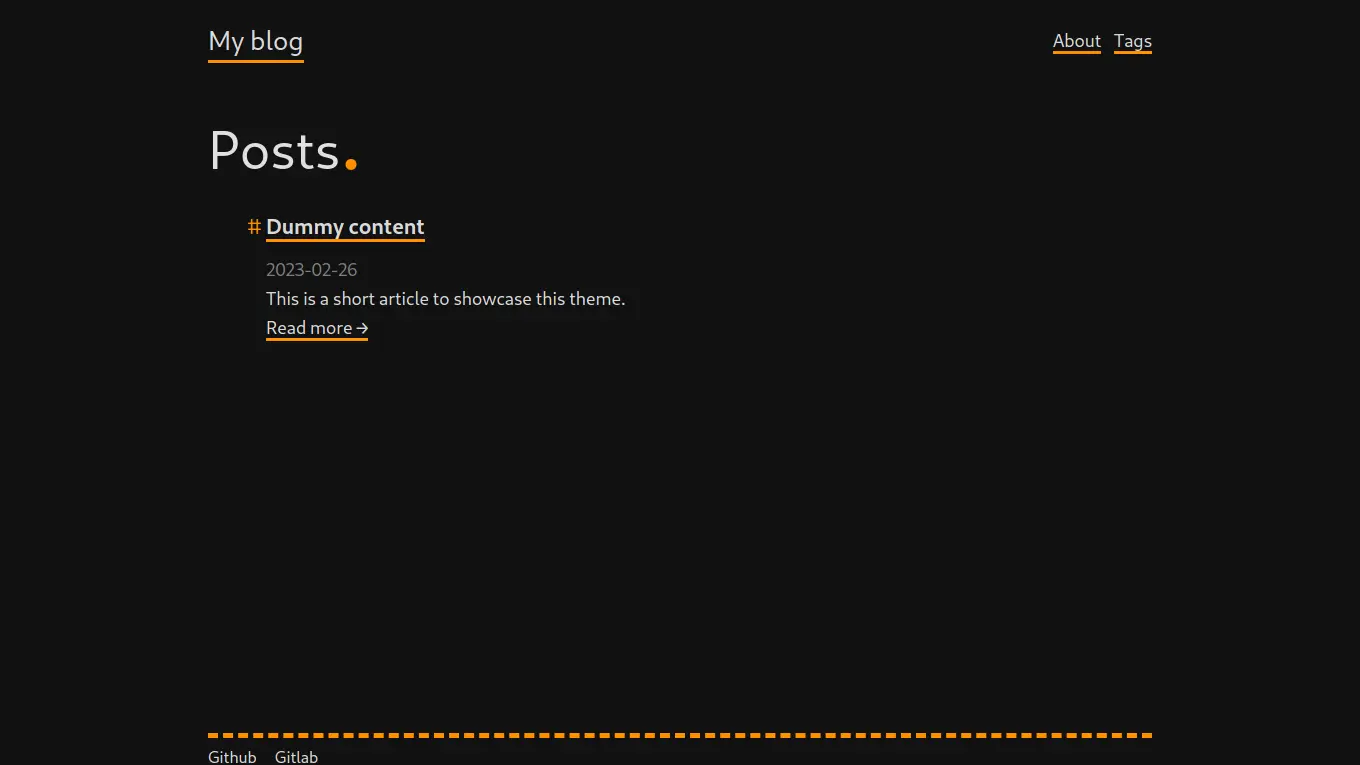 My blog
About Tags
Posts.
# Dummy content
2023-02-26
This is a short article to showcase this theme.
Read more →
Github Gitlab